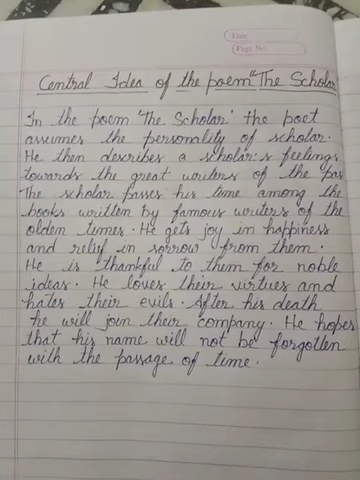 Date
Page No.
Central Idea of the poem "The Scholar
In the poem 'The Scholar' the poet
assumes the personality of scholar.
He then describes a scholar's feelings
towards the great writers of the pas
The scholar passes his time among the
books written by famous writers of the
olden times. He gets joy in happiness
and relief in sorrow from them.
He is thankful to them for noble
ideas. He loves their virtues and
hates their evils. After his death
he will join their company. He hopes
that his name will not be forgotten
with the passage of time.